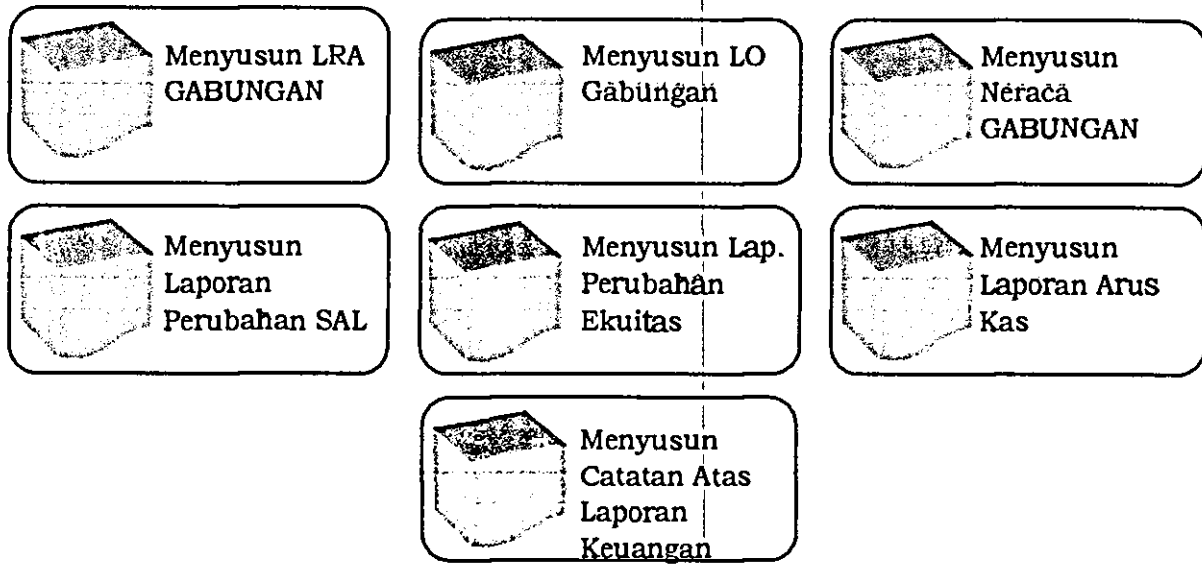 Menyusun LRA
GABUNGAN
Menyusun LO
Gabungan
Menyusun
Neraca
GABUNGAN
Menyusun
Laporan
Perubahan SAL
Menyusun Lap.
Perubahan
Ekuitas
Menyusun
Laporan Arus
Kas
Menyusun
Catatan Atas
Laporan
Keuangan